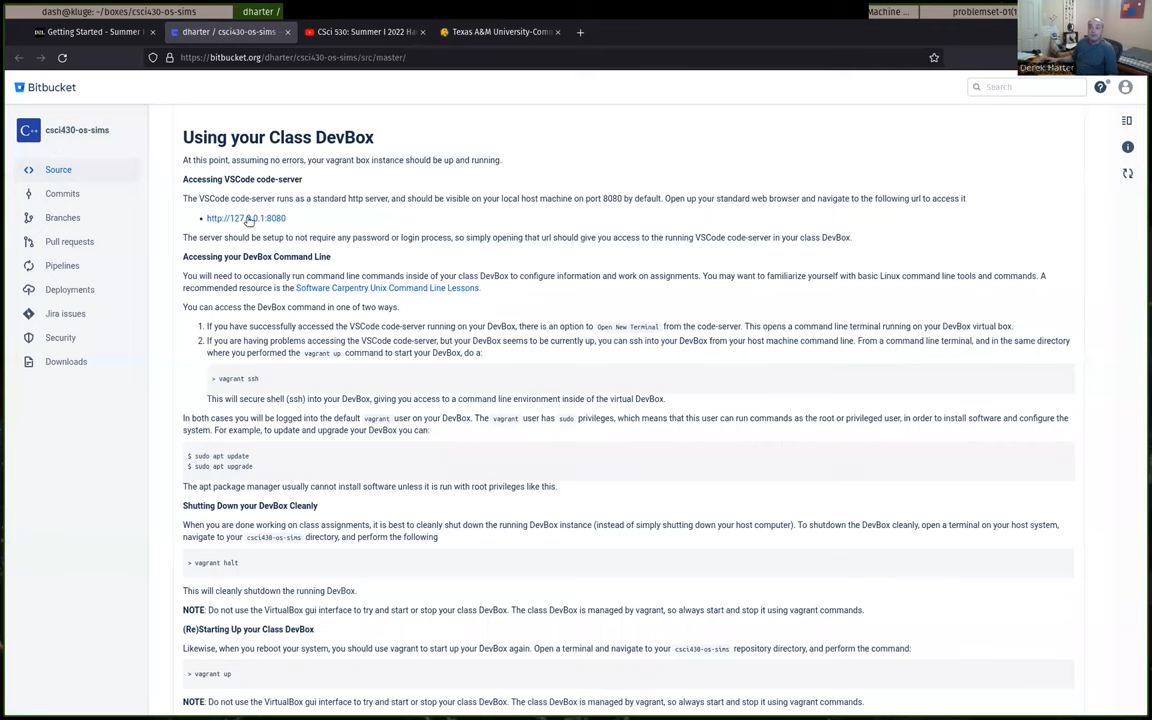 dash@kluge: ~/boxes/csci430-os-sims
dharter /
Machine ...
problemset-01(
Getting Started - Summer I
dharter / csci430-os-sims
CSci 530: Summer I 2022 Ha
Texas A&M University-Com
https://bitbucket.org/dharter/csci430-os-sims/src/master/
Derek Harter
Bitbucket
Search
csci430-os-sims
Source
Commits
Branches
Pull requests
Pipelines
Deployments
Jira issues
Security
Downloads
Using your Class DevBox
At this point, assuming no errors, your vagrant box instance should be up and running.
Accessing VSCode code-server
The VSCode code-server runs as a standard http server, and should be visible on your local host machine on port 8080 by default. Open up your standard web browser and navigate to the following url to access it
• http://127.0.0.1:8080
The server should be setup to not require any password or login process, so simply opening that url should give you access to the running VSCode code-server in your class DevBox.
Accessing your DevBox Command Line
You will need to occasionally run command line commands inside of your class DevBox to configure information and work on assignments. You may want to familiarize yourself with basic Linux command line tools and commands. A
recommended resource is the Software Carpentry Unix Command Line Lessons.
You can access the DevBox command in one of two ways.
1. If you have successfully accessed the VSCode code-server running on your DevBox, there is an option to Open New Terminal from the code-server. This opens a command line terminal running on your DevBox virtual box.
2. If you are having problems accessing the VSCode code-server, but your DevBox seems to be currently up, you can ssh into your DevBox from your host machine command line. From a command line terminal, and in the same directory
where you performed the vagrant up command to start your DevBox, do a:
> vagrant ssh
This will secure shell (ssh) into your DevBox, giving you access to a command line environment inside of the virtual DevBox.
In both cases you will be logged into the default vagrant user on your DevBox. The vagrant user has sudo privileges, which means that this user can run commands as the root or privileged user, in order to install software and configure the
system. For example, to update and upgrade your DevBox you can:
$ sudo apt update
$ sudo apt upgrade
The apt package manager usually cannot install software unless it is run with root privileges like this.
Shutting Down your DevBox Cleanly
When you are done working on class assignments, it is best to cleanly shut down the running DevBox instance (instead of simply shutting down your host computer). To shutdown the DevBox cleanly, open a terminal on your host system,
navigate to your csci430-os-sims directory, and perform the following
> vagrant halt
This will cleanly shutdown the running DevBox.
NOTE: Do not use the VirtualBox gui interface to try and start or stop your class DevBox. The class DevBox is managed by vagrant, so always start and stop it using vagrant commands.
(Re)Starting Up your Class DevBox
Likewise, when you reboot your system, you should use vagrant to start up your DevBox again. Open a terminal and navigate to your csci430-os-sims repository directory, and perform the command:
> vagrant up
NOTE: Do not use the VirtualBox gui interface to try and start or stop your class DevBox. The class DevBox is managed by vagrant, so always start and stop it using vagrant commands.